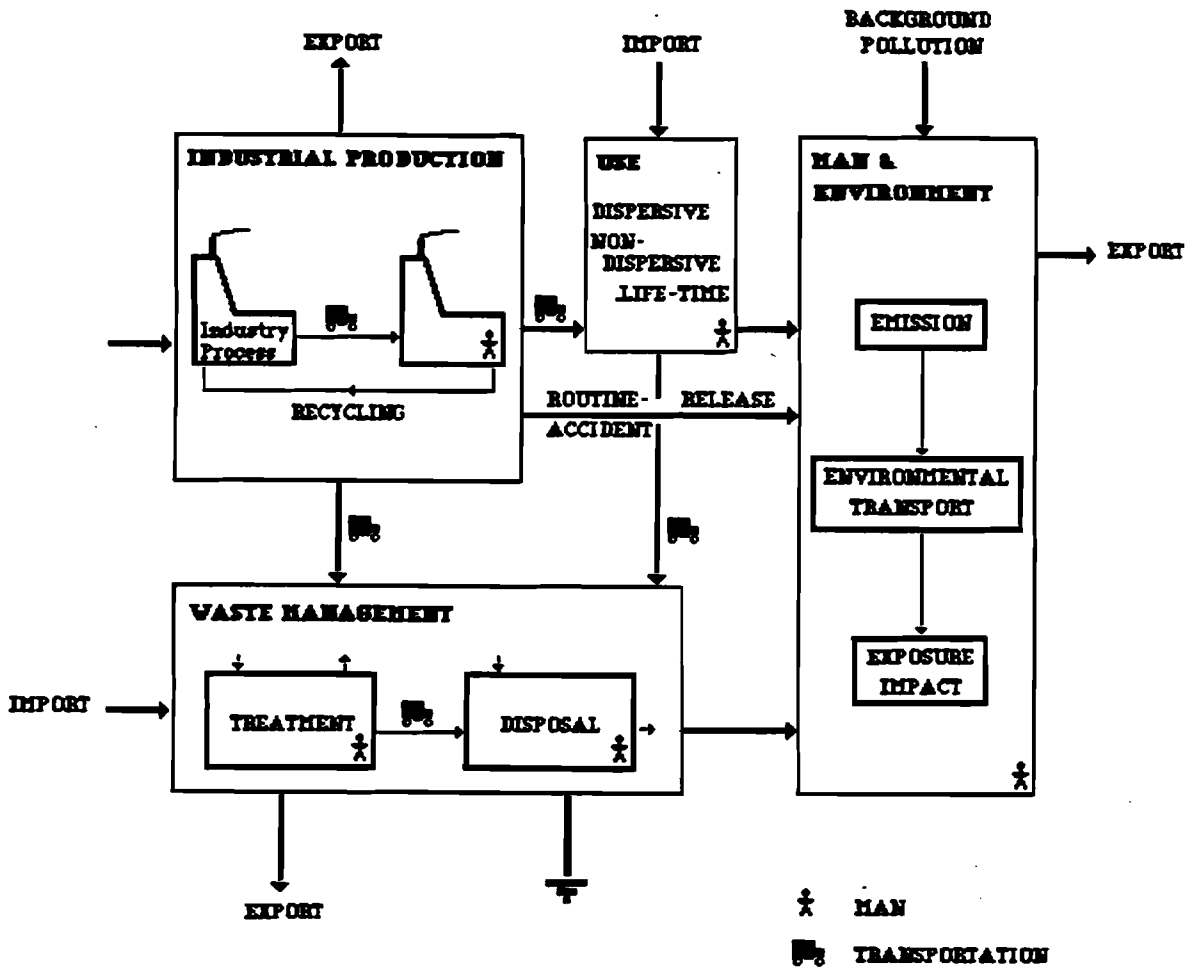 BACKGROUND
POLLUTION
EXPORT
IMPORT
INDUSTRIAL PRODUCTION
USE
MAN &
ENVIRONMENT
DISPERSIVE
NON-
DISPERSIVE
LIFE-TIME
EXPORT
Industry
Process
EMISSION
RECYCLING
ROUTINE- RELEASE
ACCIDENT
ENVIRONMENTAL
TRANSPORT
WASTE MANAGEMENT
EXPOSURE
IMPACT
IMPORT
TREATMENT
DISPOSAL
EXPORT
MAN
TRANSPORTATION